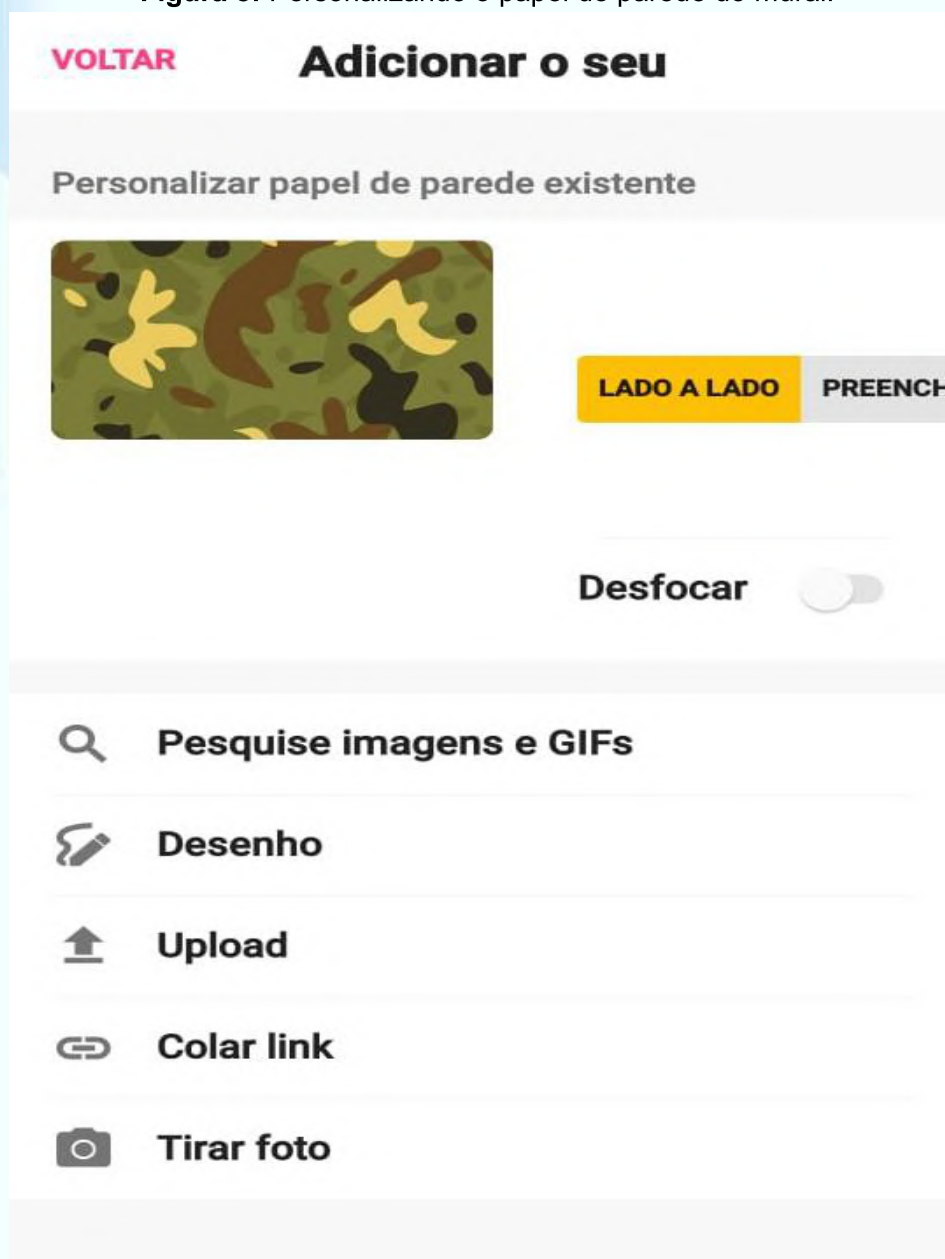 VOLTAR Adicionar o seu
Personalizar papel de parede existente
LADO A LADO
Desfocar
Pesquise imagens e GIFs
Desenho
Upload
Colar link
Tirar foto